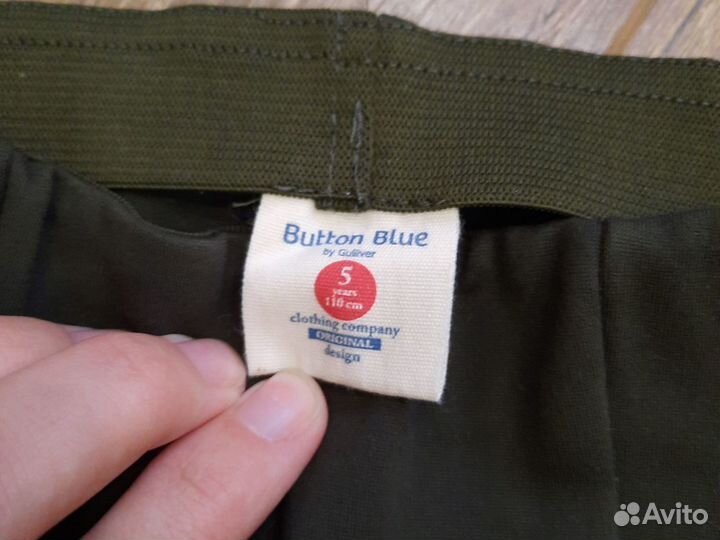 Button Blue
by Gulliver
5
years
110 cm
clothing company
ORIGINAL
design
Avito